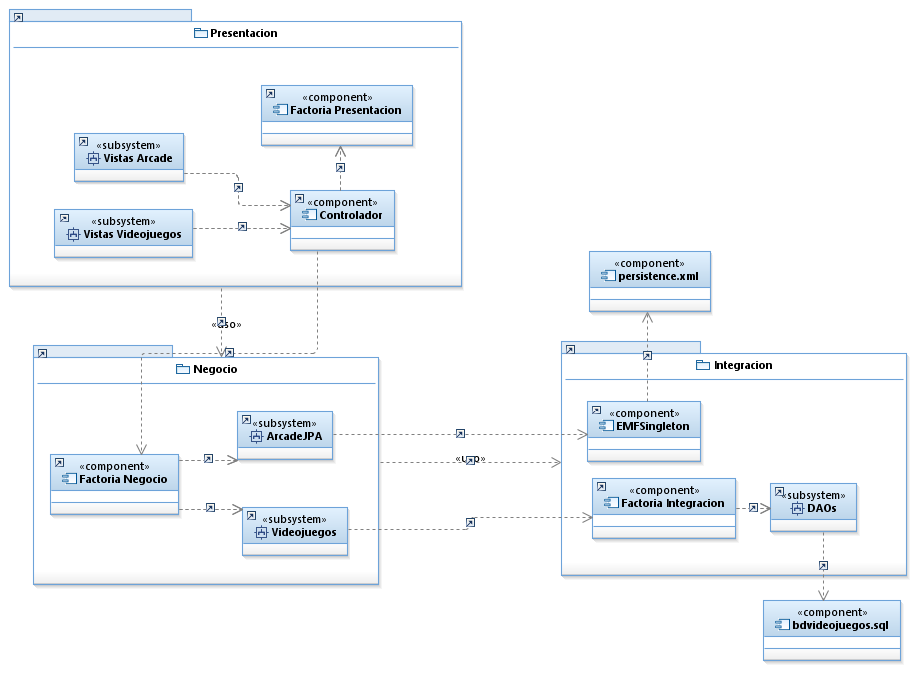 Presentacion
«component»
Factoria Presentacion
«subsystem»
Vistas Arcade
«component»
Controlador
«subsystem»
Vistas Videojuegos
«component»
persistence.xml
«uso»
Negocio
Integracion
«subsystem»
ArcadeJPA
«component»
EMFSingleton
«uso»
«component»
Factoria Negocio
«component»
Factoria Integracion
«subsystem»
DAOs
«subsystem»
Videojuegos
«component»
bdvideojuegos.sql